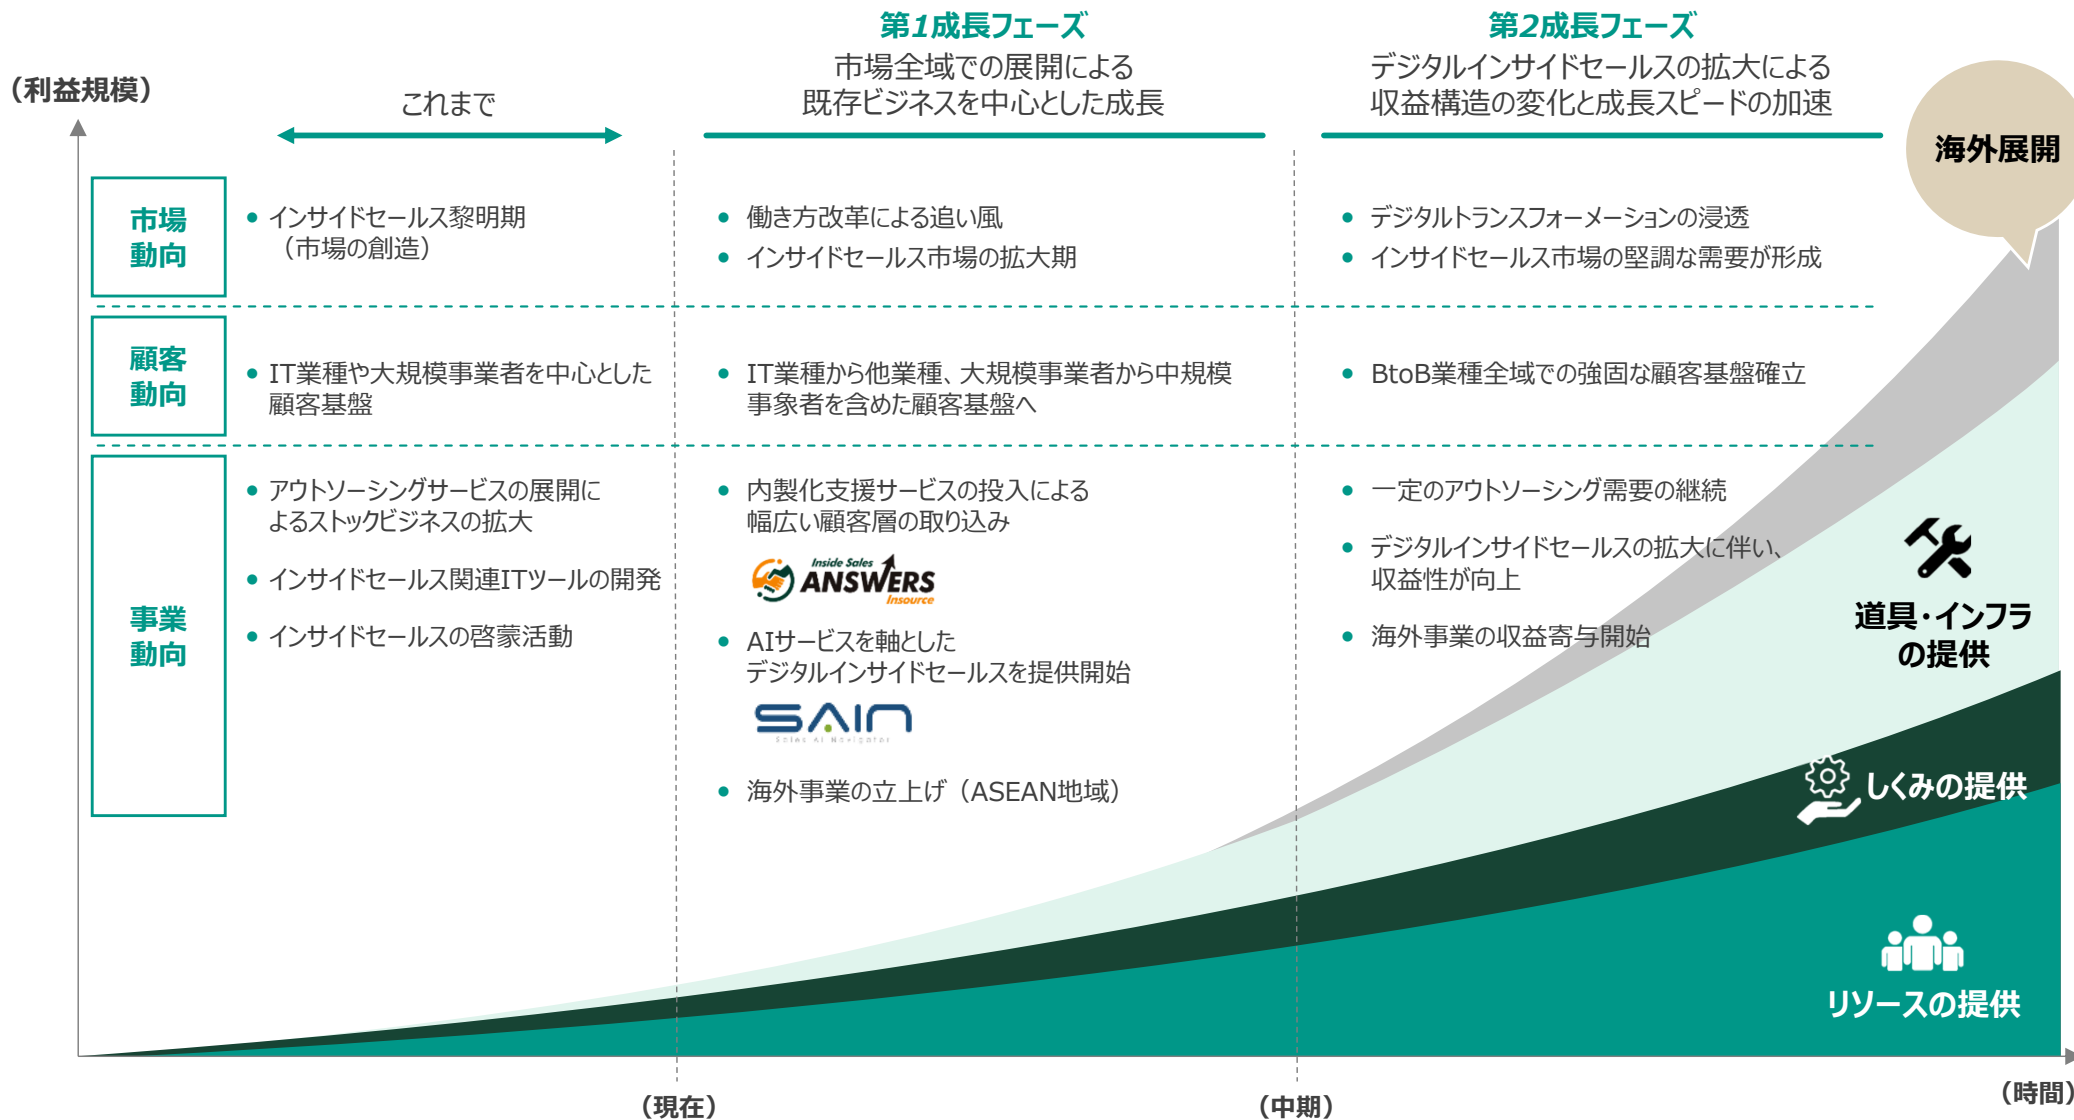 第1成長フェーズ
市場全域での展開による
既存ビジネスを中心とした成長
第2成長フェーズ
デジタルインサイドセールスの拡大による
収益構造の変化と成長スピードの加速
（利益規模）
これまで
海外展開
市場
動向
• インサイドセールス黎明期
（市場の創造）
• 働き方改革による追い風
• インサイドセールス市場の拡大期
• デジタルトランスフォーメーションの浸透
• インサイドセールス市場の堅調な需要が形成
顧客
動向
• IT業種や大規模事業者を中心とした
顧客基盤
• IT業種から他業種、大規模事業者から中規模
事象者を含めた顧客基盤へ
• BtoB業種全域での強固な顧客基盤確立
事業
動向
• アウトソーシングサービスの展開に
よるストックビジネスの拡大
• インサイドセールス関連ITツールの開発
• インサイドセールスの啓蒙活動
• 内製化支援サービスの投入による
幅広い顧客層の取り込み
Inside Sales
ANSWERS
Insource
• AIサービスを軸とした
デジタルインサイドセールスを提供開始
SAIN
Sales AI Navigator
• 海外事業の立上げ（ASEAN地域）
• 一定のアウトソーシング需要の継続
• デジタルインサイドセールスの拡大に伴い、
収益性が向上
• 海外事業の収益寄与開始
道具・インフラ
の提供
しくみの提供
リソースの提供
（現在）
（中期）
（時間）